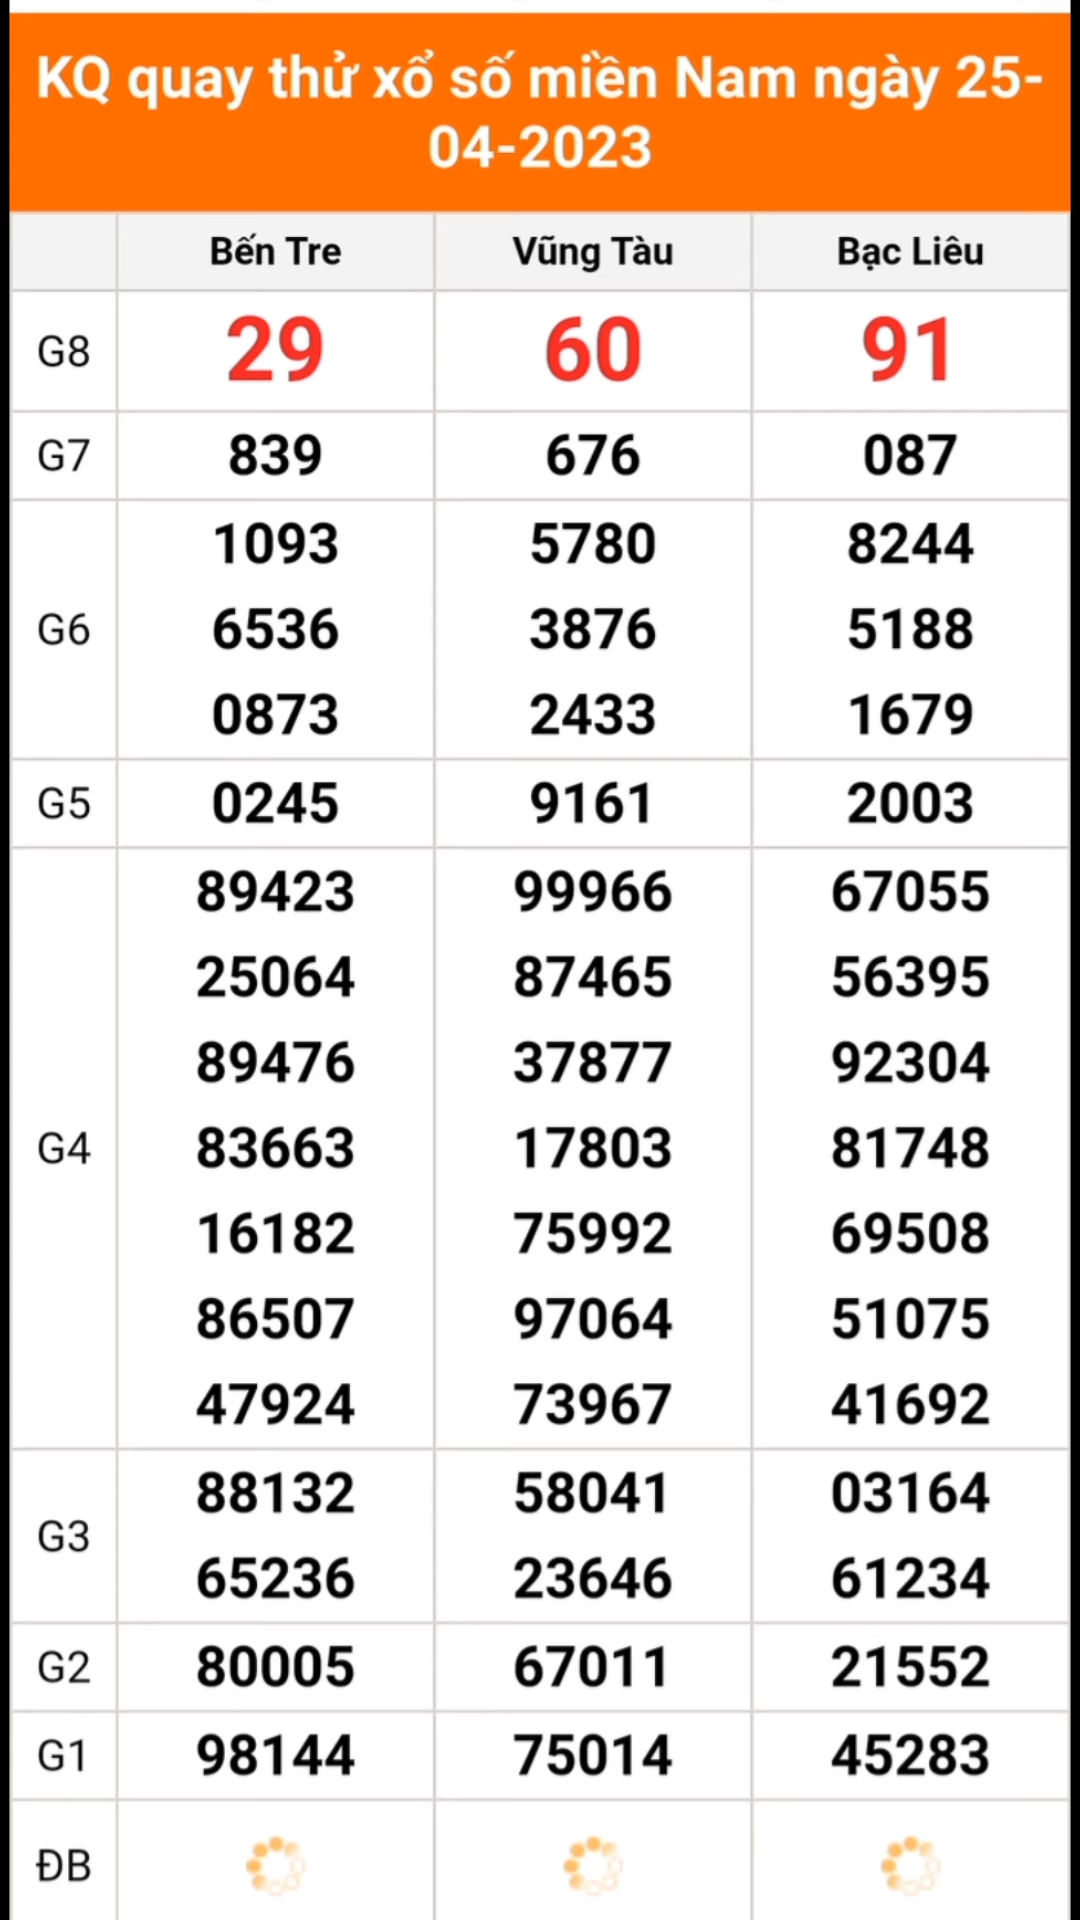 KQ quay thử xổ số miền Nam ngày 25-
04-2023
Bến Tre Vũng Tàu Bạc Liêu
G8 29 60 91
G7 839 676 087
1093 5780 8244
G6 6536 3876 5188
0873 2433 1679
G5 0245 9161 2003
89423 99966 67055
25064 87465 56395
89476 37877 92304
G4 83663 17803 81748
16182 75992 69508
86507 97064 51075
47924 73967 41692
G3
88132 58041 03164
65236 23646 61234
G2 80005 67011 21552
G1 98144 75014 45283
ĐB